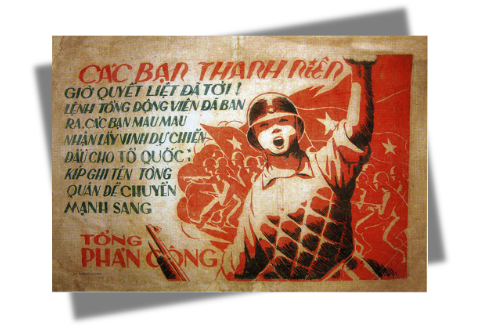 CÁC BẠN THANH NIÊN
GIỜ QUYẾT LIỆT ĐÃ TỚI!
LỆNH TỔNG ĐỘNG VIÊN ĐÃ BAN
RA, CÁC BẠN MAU MAU
NHẬN LẤY VINH DỰ CHIẾN
ĐẤU CHO TỔ QUỐC;
KÍP GHI TÊN TÒNG
QUÂN ĐỂ CHUYỂN
MẠNH SANG
TỔNG
PHẢN CÔNG